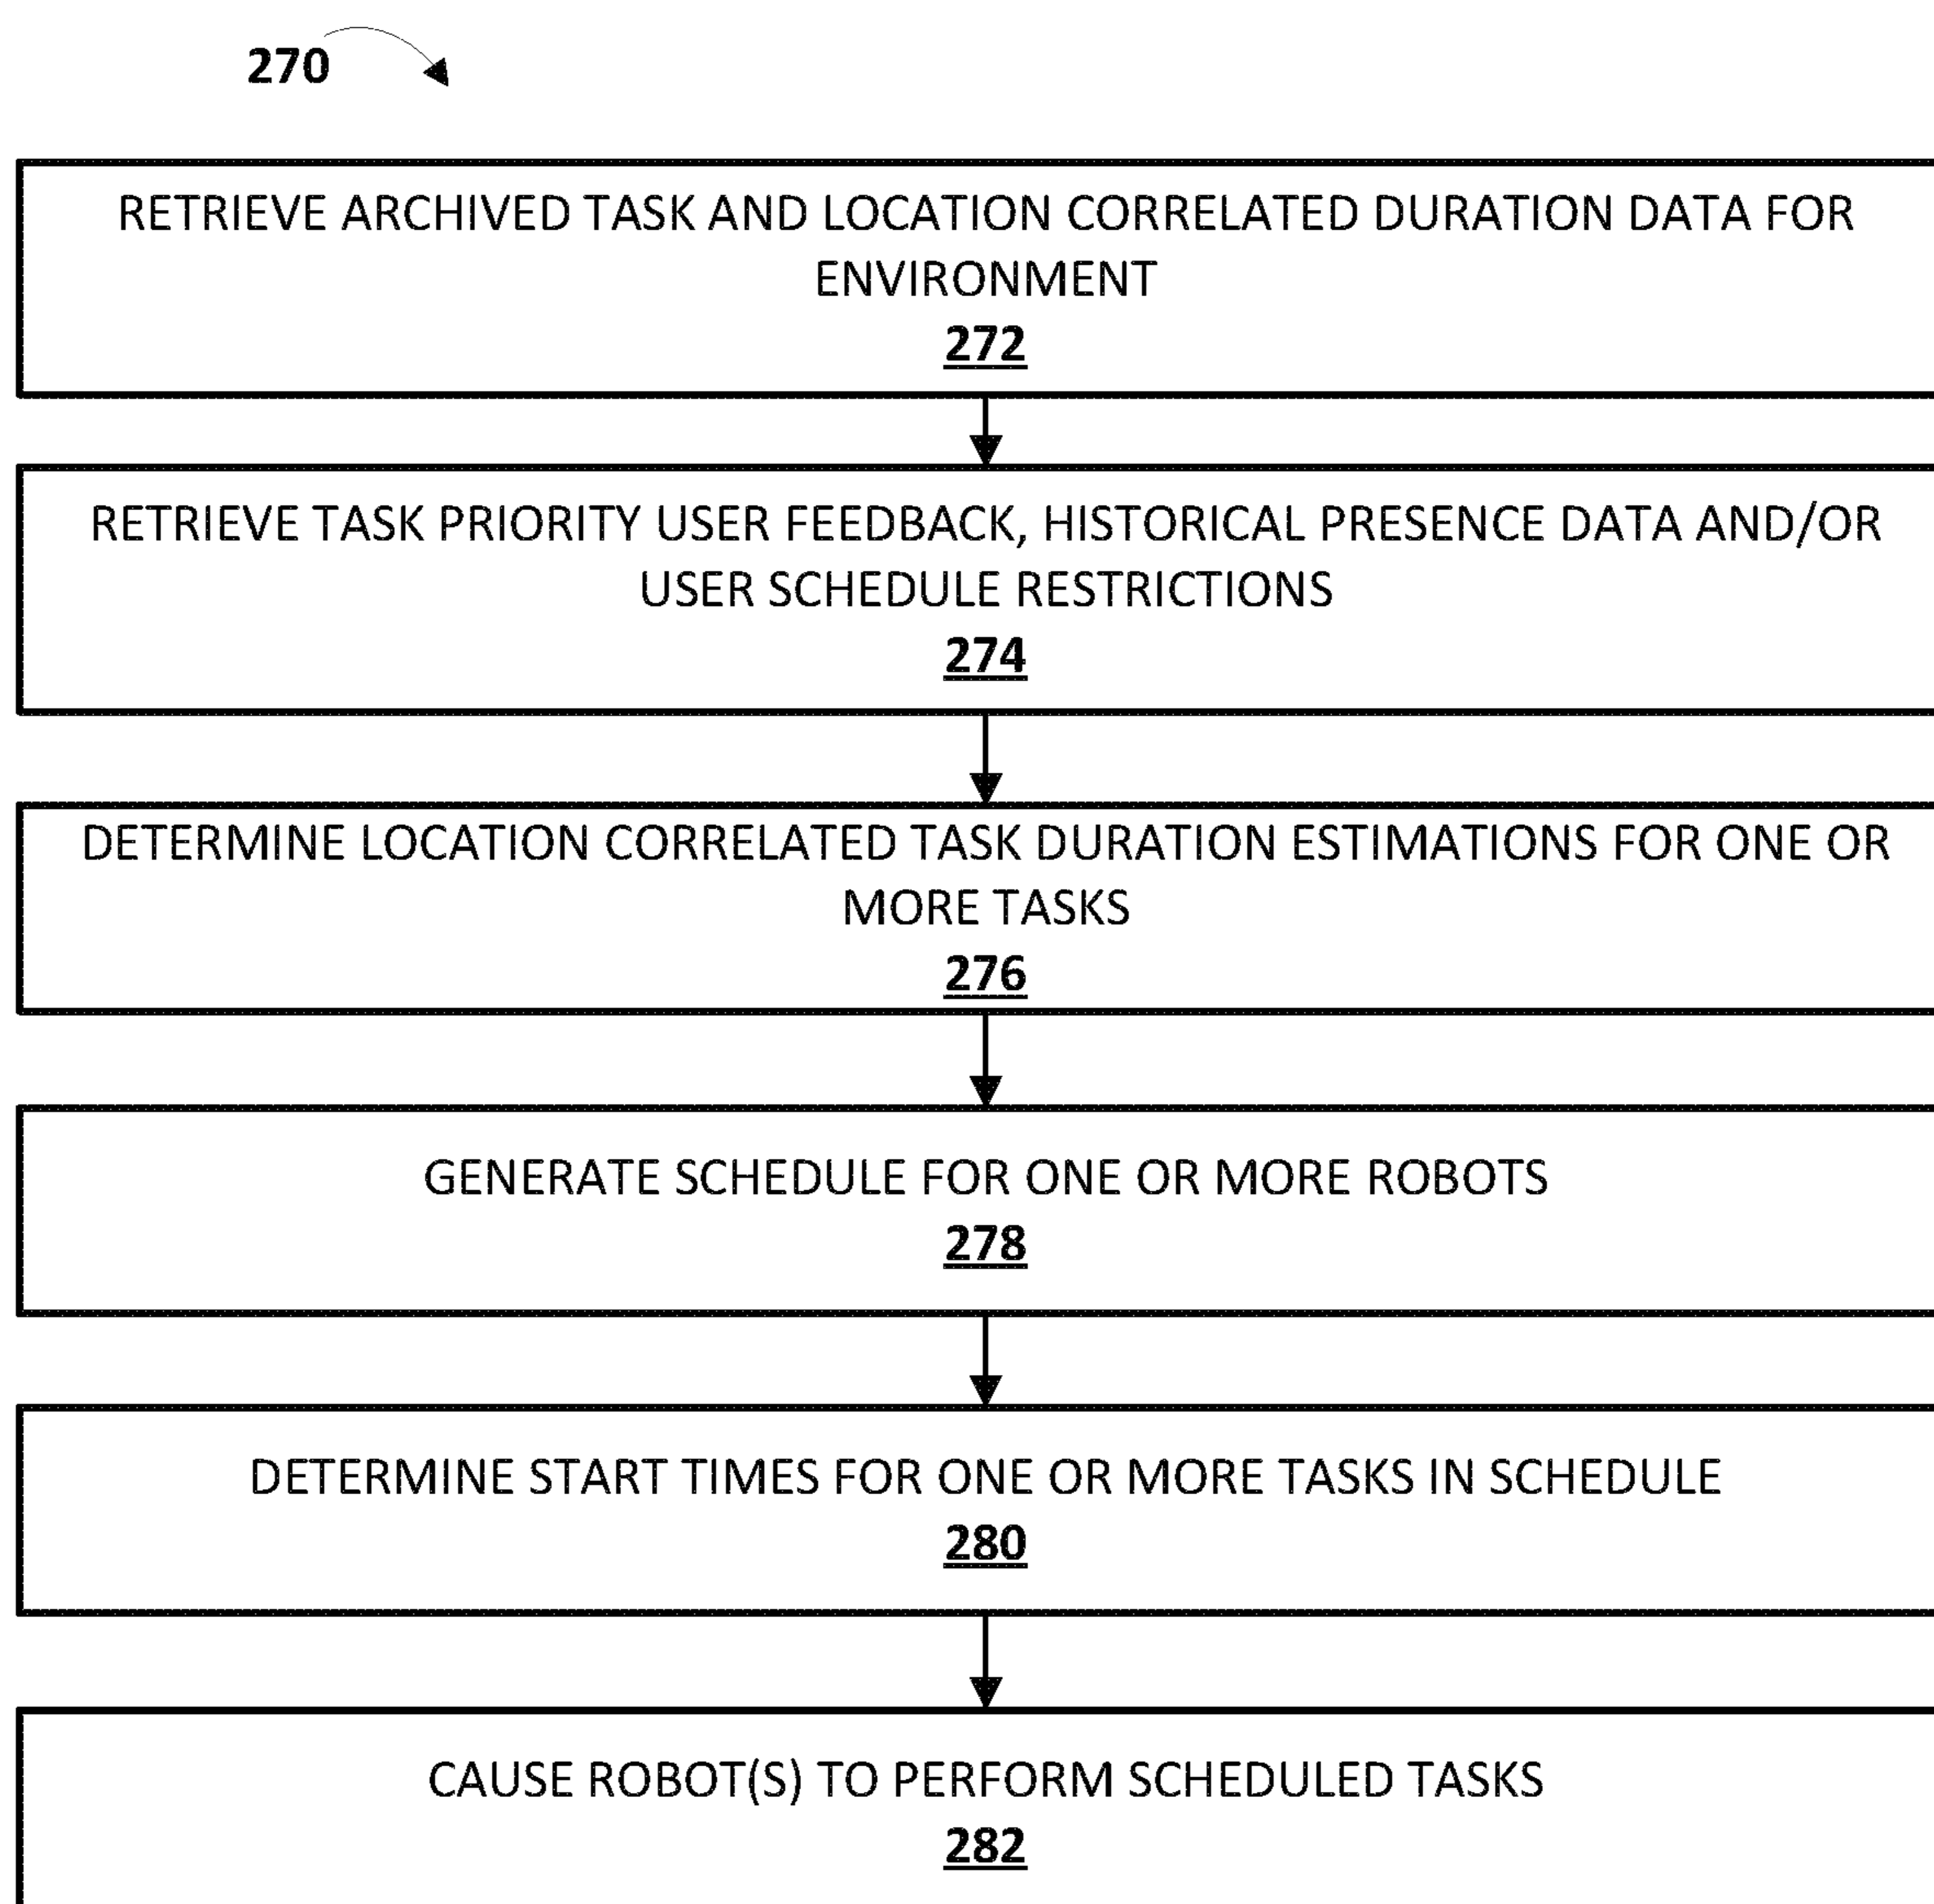 270
RETRIEVE ARCHIVED TASK AND LOCATION CORRELATED DURATION DATA FOR
ENVIRONMENT
272
RETRIEVE TASK PRIORITY USER FEEDBACK, HISTORICAL PRESENCE DATA AND/OR
USER SCHEDULE RESTRICTIONS
274
DETERMINE LOCATION CORRELATED TASK DURATION ESTIMATIONS FOR ONE OR
MORE TASKS
276
GENERATE SCHEDULE FOR ONE OR MORE ROBOTS
278
DETERMINE START TIMES FOR ONE OR MORE TASKS IN SCHEDULE
280
CAUSE ROBOT(S) TO PERFORM SCHEDULED TASKS
282